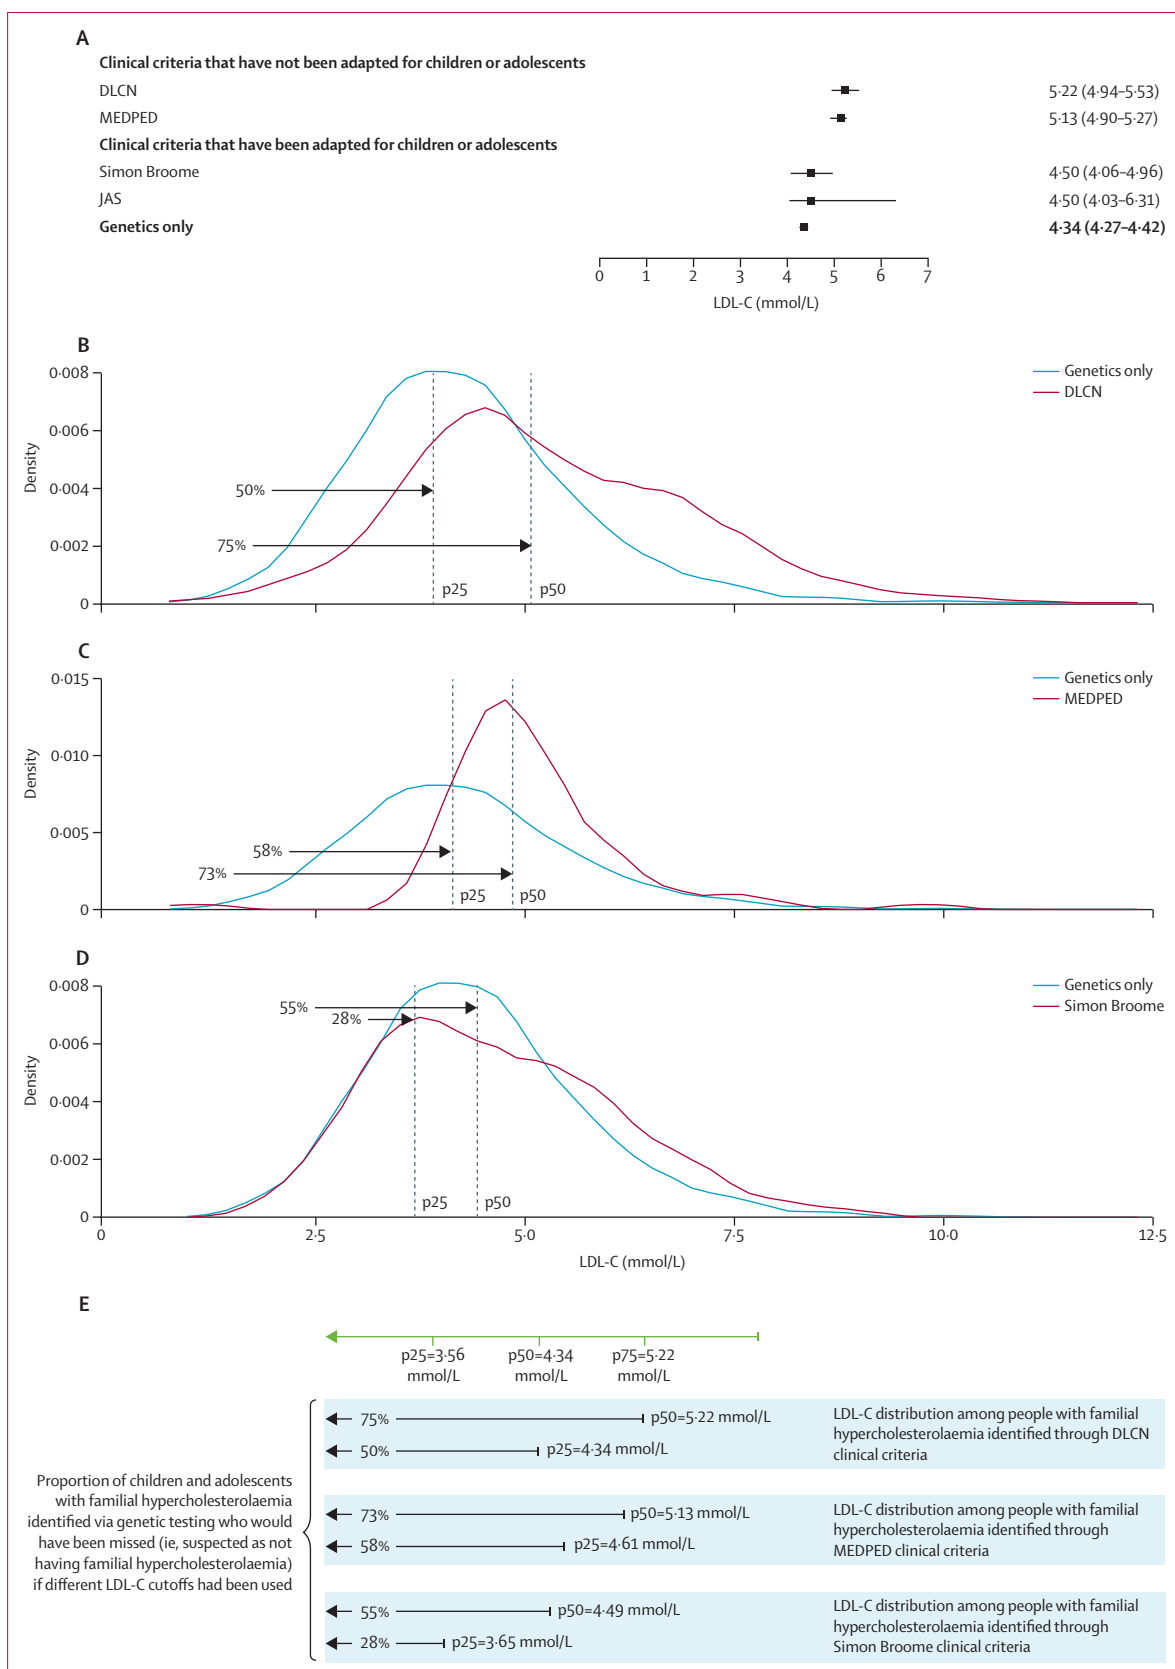 A
Clinical criteria that have not been adapted for children or adolescents
DLCN 5·22 (4·94–5·53)
MEDPED 5·13 (4·90–5·27)
Clinical criteria that have been adapted for children or adolescents
Simon Broome 4·50 (4·06–4·96)
JAS 4·50 (4·03–6·31)
Genetics only 4·34 (4·27–4·42)
0 1 2 3 4 5 6 7
LDL-C (mmol/L)
B
0·008
0·006
0·004
0·002
0
Density
Genetics only
DLCN
50%
75%
p25 p50
C
0·015
0·010
0·005
0
Density
Genetics only
MEDPED
58%
73%
p25 p50
D
0·008
0·006
0·004
0·002
0
Density
Genetics only
Simon Broome
55%
28%
p25 p50
0 2·5 5·0 7·5 10·0 12·5
LDL-C (mmol/L)
E
p25=3·56 p50=4·34 p75=5·22
mmol/L mmol/L mmol/L
Proportion of children and adolescents
with familial hypercholesterolaemia
identified via genetic testing who would
have been missed (ie, suspected as not
having familial hypercholesterolaemia)
if different LDL-C cutoffs had been used
75% p50=5·22 mmol/L
50% p25=4·34 mmol/L
LDL-C distribution among people with familial
hypercholesterolaemia identified through DLCN
clinical criteria
73% p50=5·13 mmol/L
58% p25=4·61 mmol/L
LDL-C distribution among people with familial
hypercholesterolaemia identified through
MEDPED clinical criteria
55% p50=4·49 mmol/L
28% p25=3·65 mmol/L
LDL-C distribution among people with familial
hypercholesterolaemia identified through
Simon Broome clinical criteria